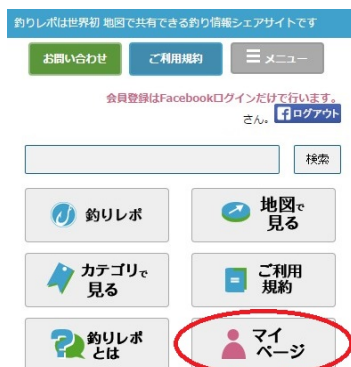 釣りレポは世界初 地図で共有できる釣り情報シェアサイトです
お問い合わせ ご利用規約 メニュー
会員登録はFacebookログインだけで行います。
さん。 f ログアウト
検索
釣りレポ
地図で
見る
カテゴリで
見る
ご利用
規約
釣りレポ
とは
マイ
ページ